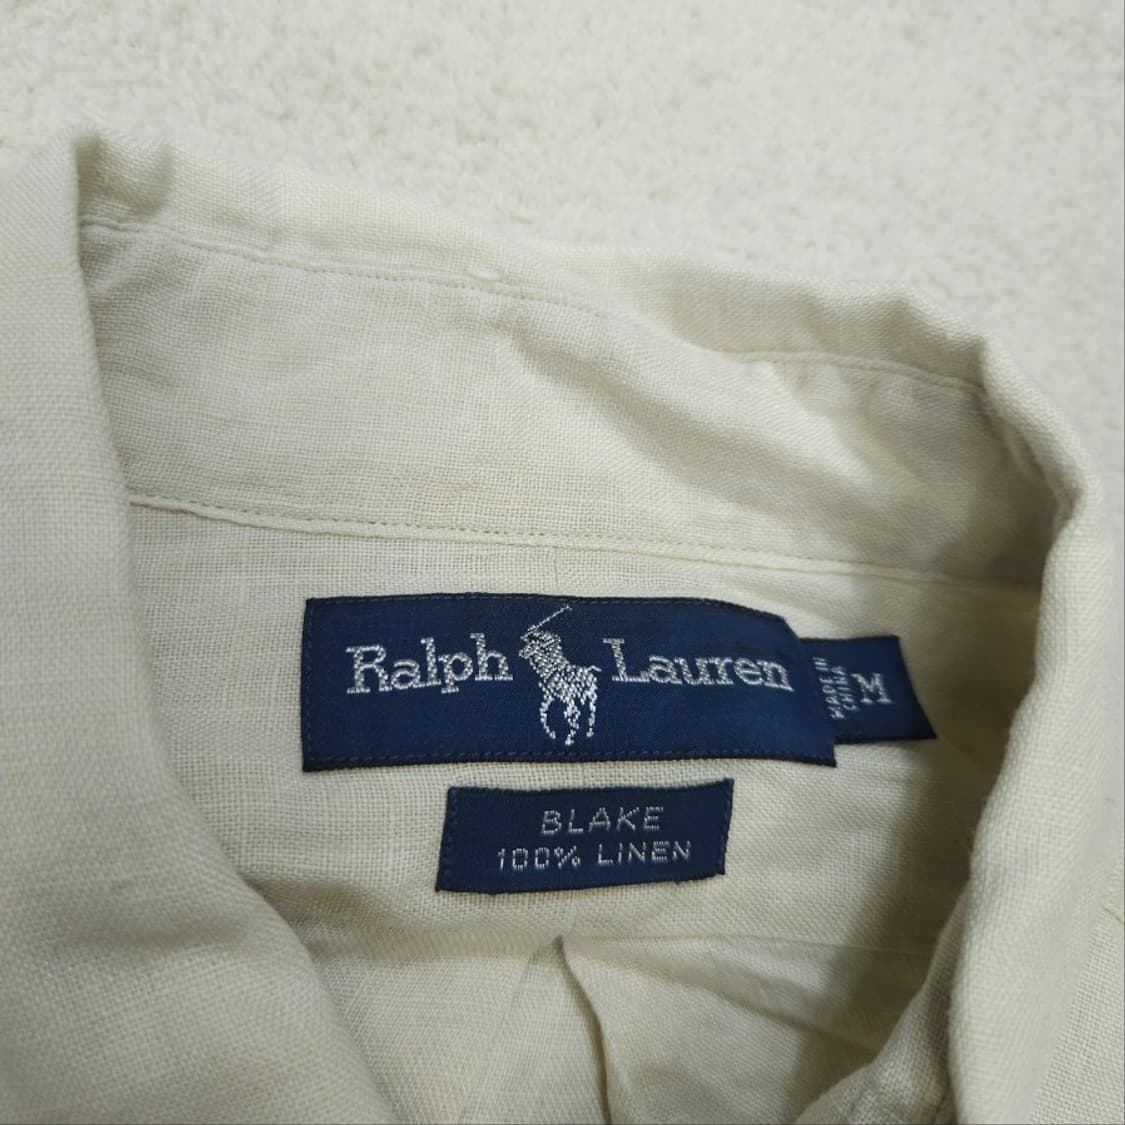 Ralph Lauren
MADE IN
CHINA
M
BLAKE
100% LINEN